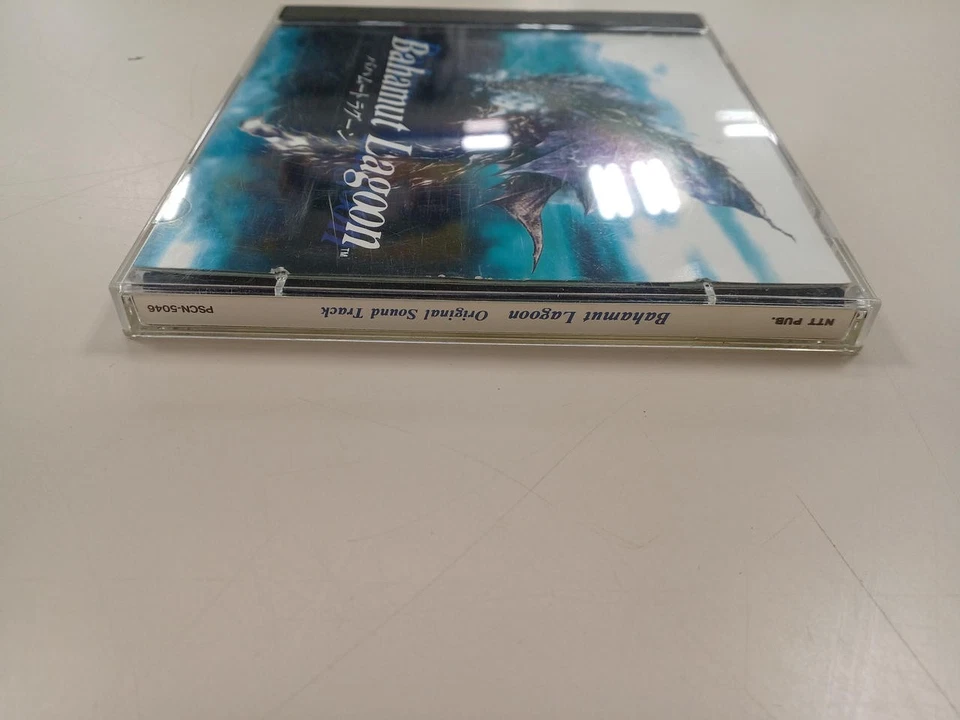 Bahamut Lagoon™
バハムートラグーン
NTT PUB. Bahamut Lagoon Original Sound Track PSCN-5046